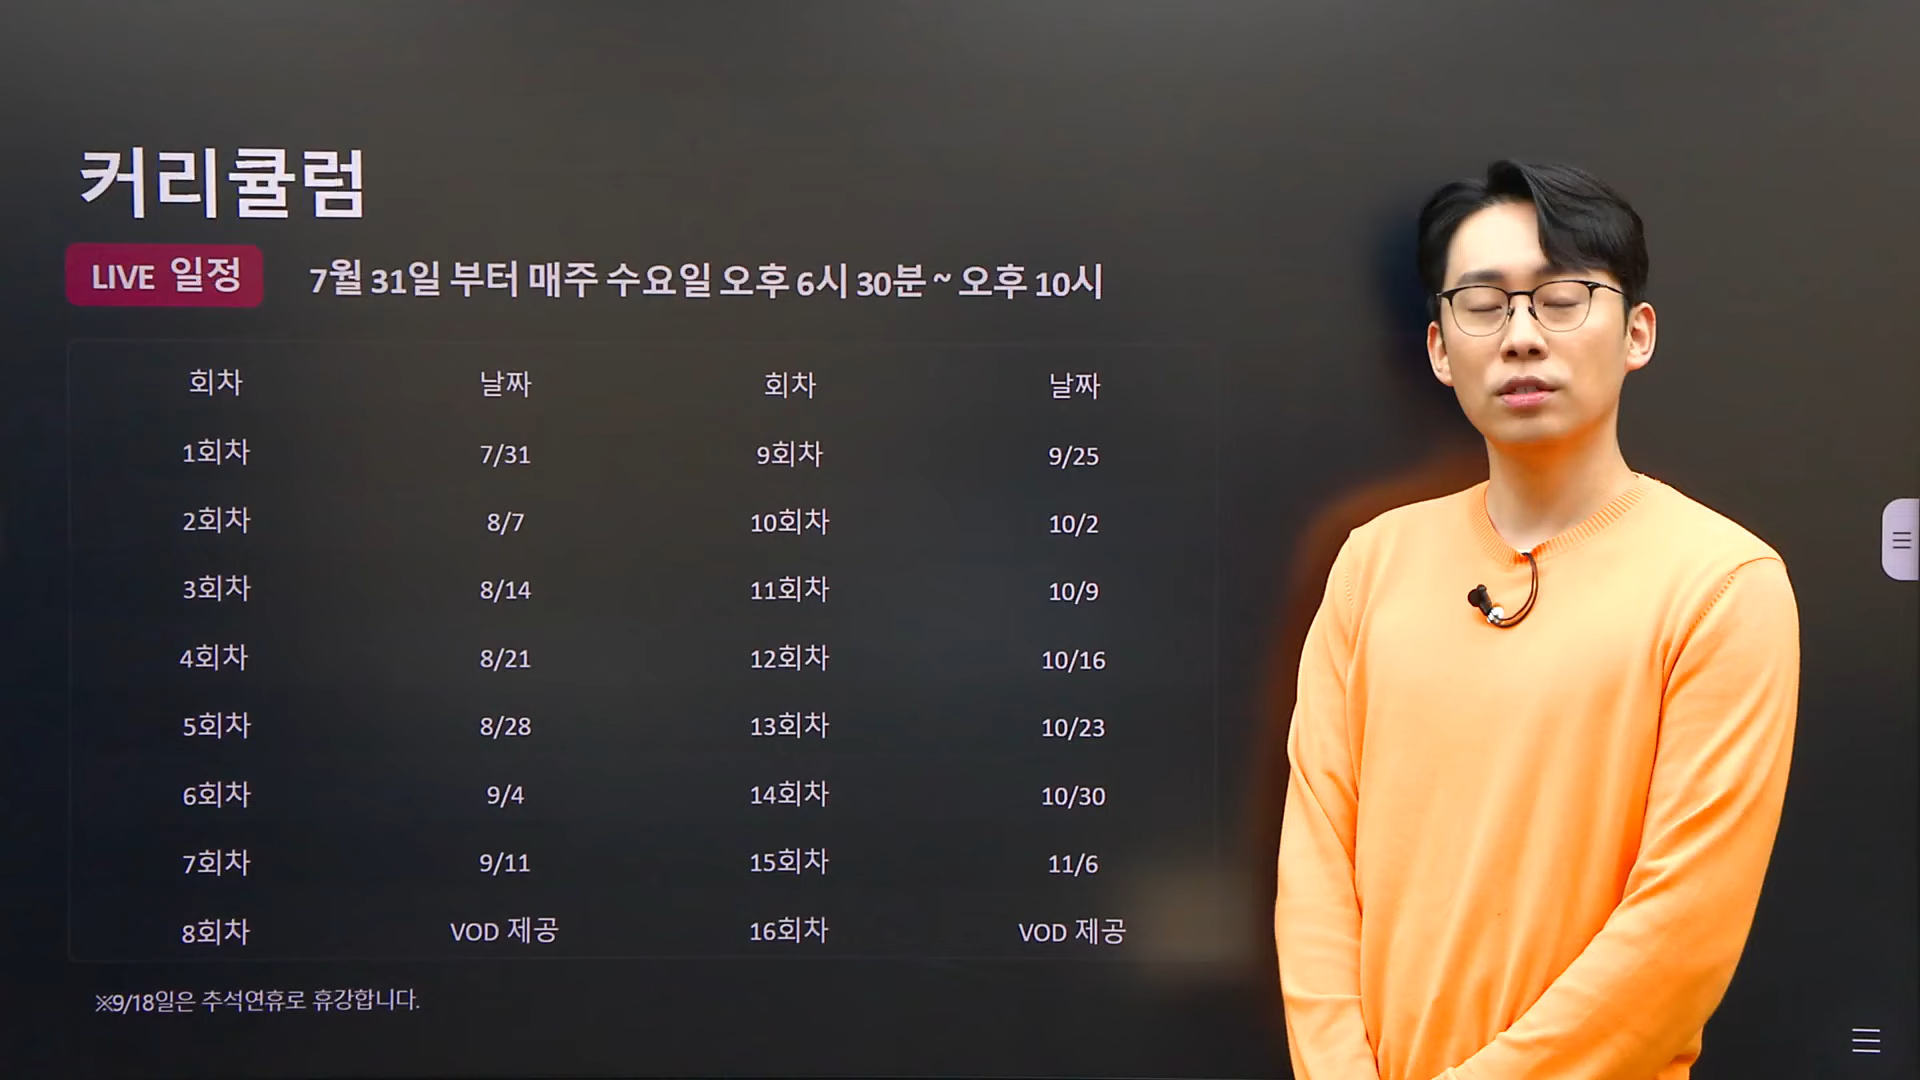 커리큘럼
LIVE 일정 7월 31일 부터 매주 수요일 오후 6시 30분 ~ 오후 10시
회차 날짜 회차 날짜
1회차 7/31 9회차 9/25
2회차 8/7 10회차 10/2
3회차 8/14 11회차 10/9
4회차 8/21 12회차 10/16
5회차 8/28 13회차 10/23
6회차 9/4 14회차 10/30
7회차 9/11 15회차 11/6
8회차 VOD 제공 16회차 VOD 제공
※9/18일은 추석연휴로 휴강합니다.